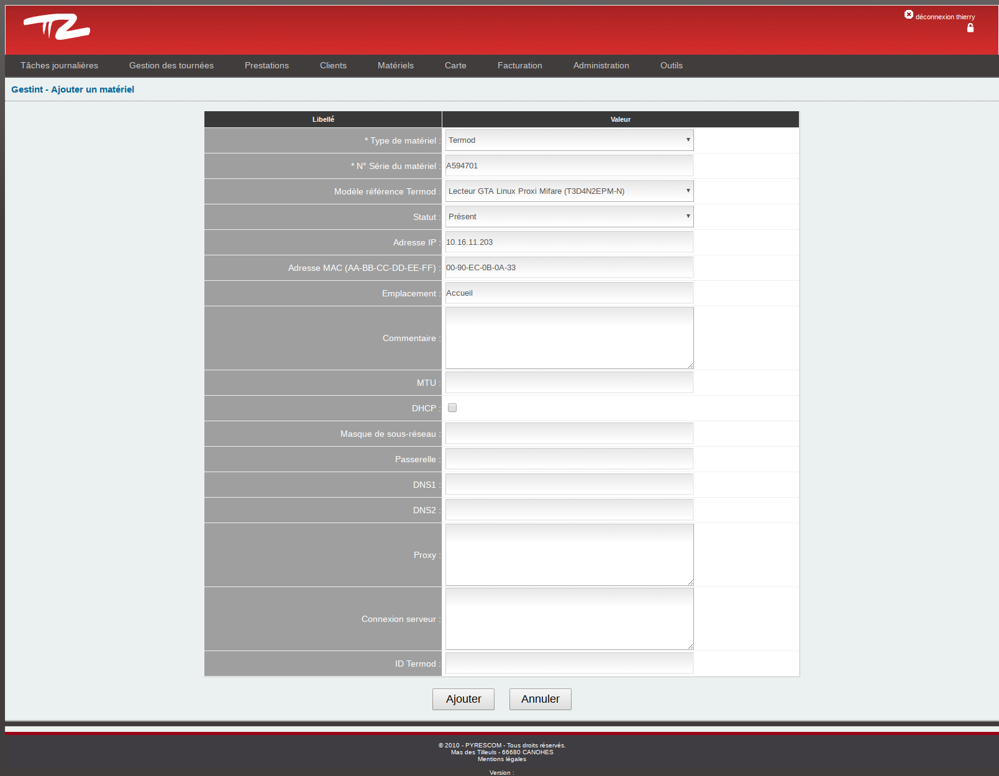 TZ
déconnexion thierry
Tâches journalières Gestion des tournées Prestations Clients Matériels Carte Facturation Administration Outils
Gestint - Ajouter un matériel
Libellé Valeur
* Type de matériel : Termod
* N° Série du matériel : A594701
Modèle référence Termod : Lecteur GTA Linux Proxi Mifare (T3D4N2EPM-N)
Statut : Présent
Adresse IP : 10.16.11.203
Adresse MAC (AA-BB-CC-DD-EE-FF) : 00-90-EC-0B-0A-33
Emplacement : Accueil
Commentaire :
MTU :
DHCP :
Masque de sous-réseau :
Passerelle :
DNS1 :
DNS2 :
Proxy :
Connexion serveur :
ID Termod :
Ajouter Annuler
© 2010 - PYRESCOM - Tous droits réservés.
Mas des Tilleuls - 66680 CANOHES
Mentions légales
Version :